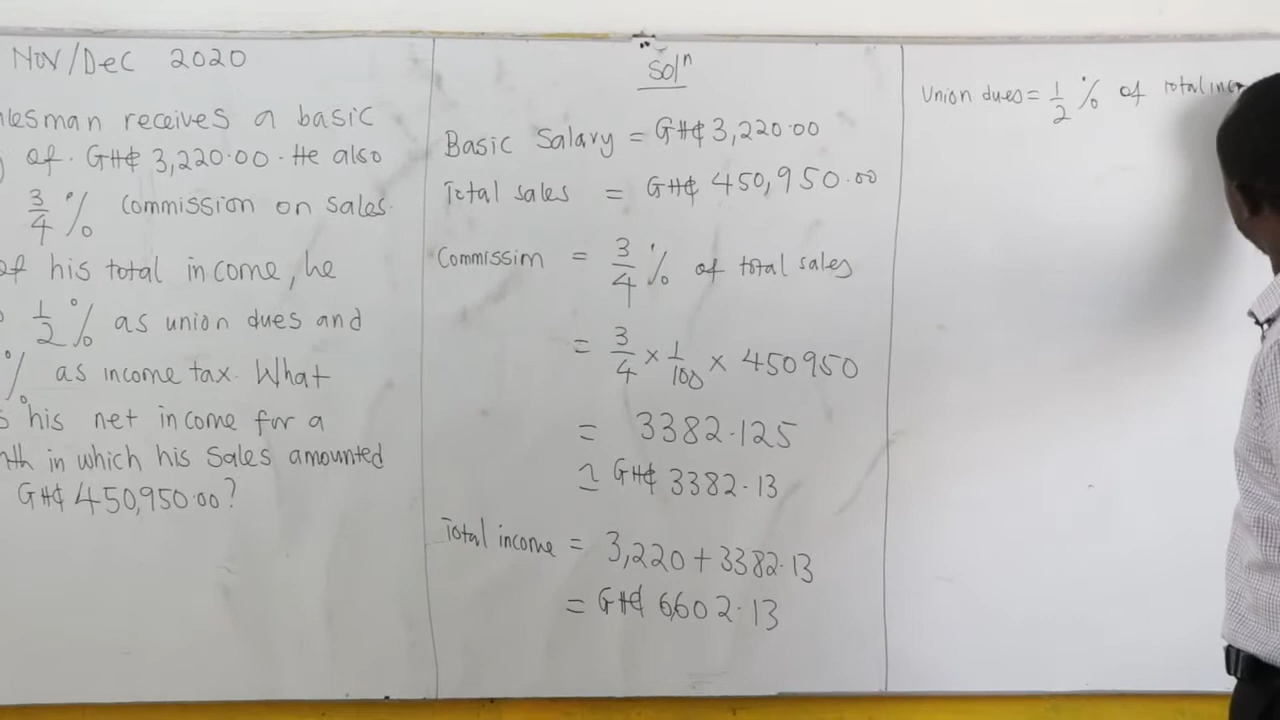 Nov/Dec 2020
receives a basic
of. GH₵ 3,220.00. He also
3/4 % commission on sales.
of his total income, he
1/2 % as union dues and
% as income tax. What
his net income for a
in which his sales amounted
GH₵ 450,950.00?
Solⁿ
Basic Salary = GH₵ 3,220.00
Total sales = GH₵ 450,950.00
Commission = 3/4 % of total sales
= 3/4 × 1/100 × 450950
= 3382.125
≃ GH₵ 3382.13
Total income = 3,220 + 3382.13
= GH₵ 6,602.13
Union dues = 1/2 % of total